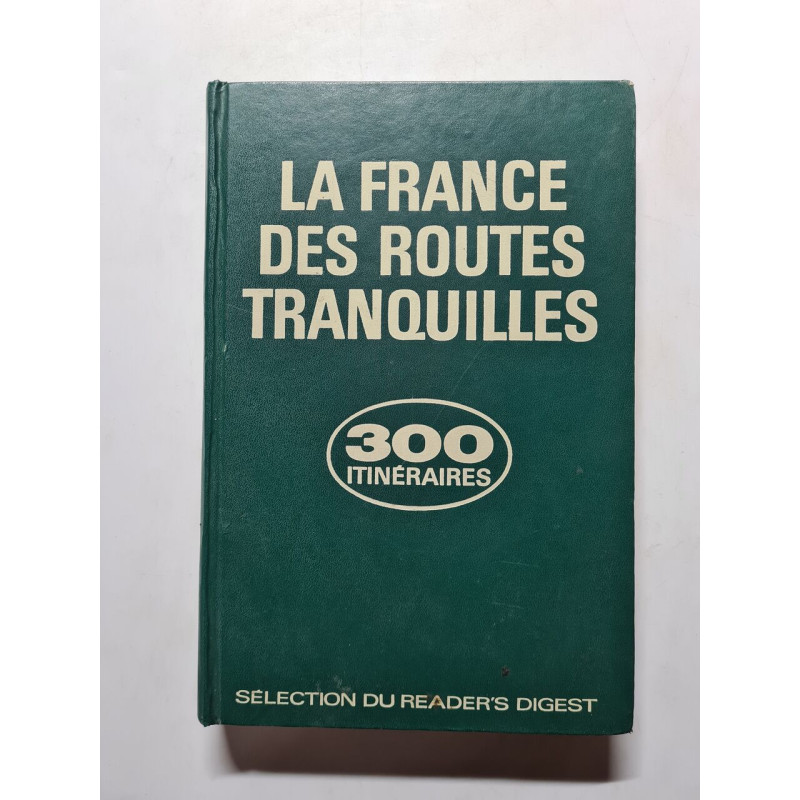 LA FRANCE
DES ROUTES
TRANQUILLES
300
ITINÉRAIRES
SÉLECTION DU READER'S DIGEST